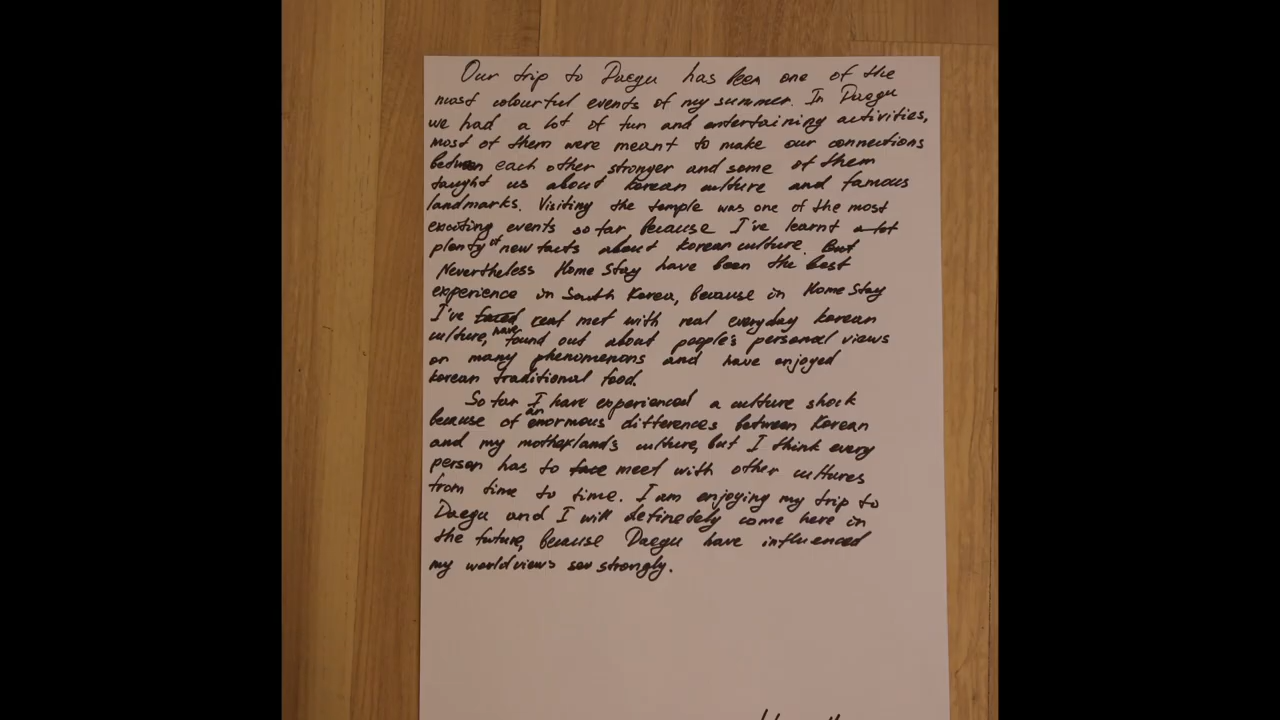 Our trip to Daegu has been one of the
most colourful events of my summer. In Daegu
we had a lot of fun and entertaining activities,
most of them were meant to make our connections
between each other stronger and some of them
taught us about korean culture and famous
landmarks. Visiting the temple was one of the most
exciting events so far because I've learnt a lot
plenty of new facts about korean culture. But
Nevertheless Home Stay have been the best
experience in South Korea, because in Home Stay
I've faced reat met with real everyday korean
culture, have found out about people's personal views
on many phenomenons and have enjoyed
korean traditional food.
So far I have experienced a culture shock
because of an enormous differences between Korean
and my motherlands culture, but I think every
person has to face meet with other cultures
from time to time. I am enjoying my trip to
Daegu and I will definetely come here in
the future, because Daegu have influenced
my worldviews strongly.